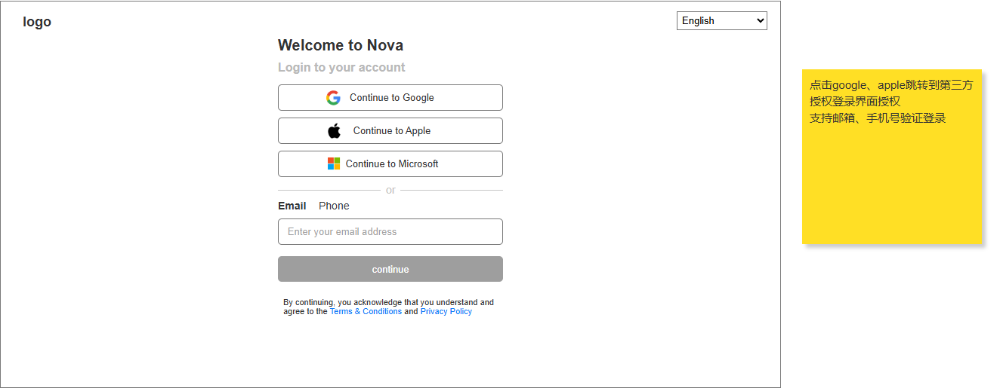 logo
English
Welcome to Nova
Login to your account
Continue to Google
Continue to Apple
Continue to Microsoft
or
Email Phone
Enter your email address
continue
By continuing, you acknowledge that you understand and
agree to the Terms & Conditions and Privacy Policy
点击google、apple跳转到第三方
授权登录界面授权
支持邮箱、手机号验证登录